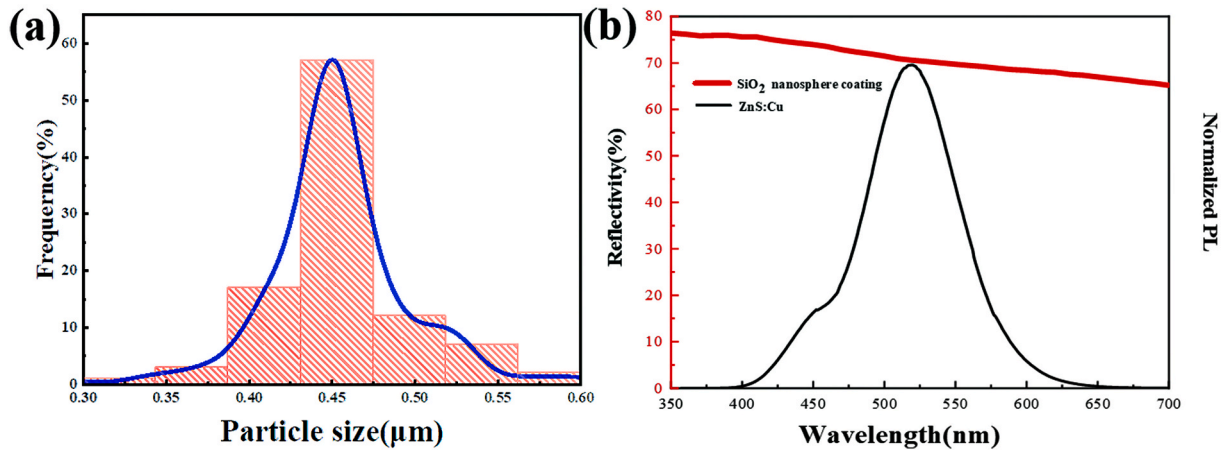 (a)
Frequerncy(%)
60
50
40
30
20
10
0
0.30 0.35 0.40 0.45 0.50 0.55 0.60
Particle size(μm)
(b)
Reflectivity(%)
80
70
60
50
40
30
20
10
0
SiO2 nanosphere coating
ZnS:Cu
350 400 450 500 550 600 650 700
Wavelength(nm)
Normalized PL